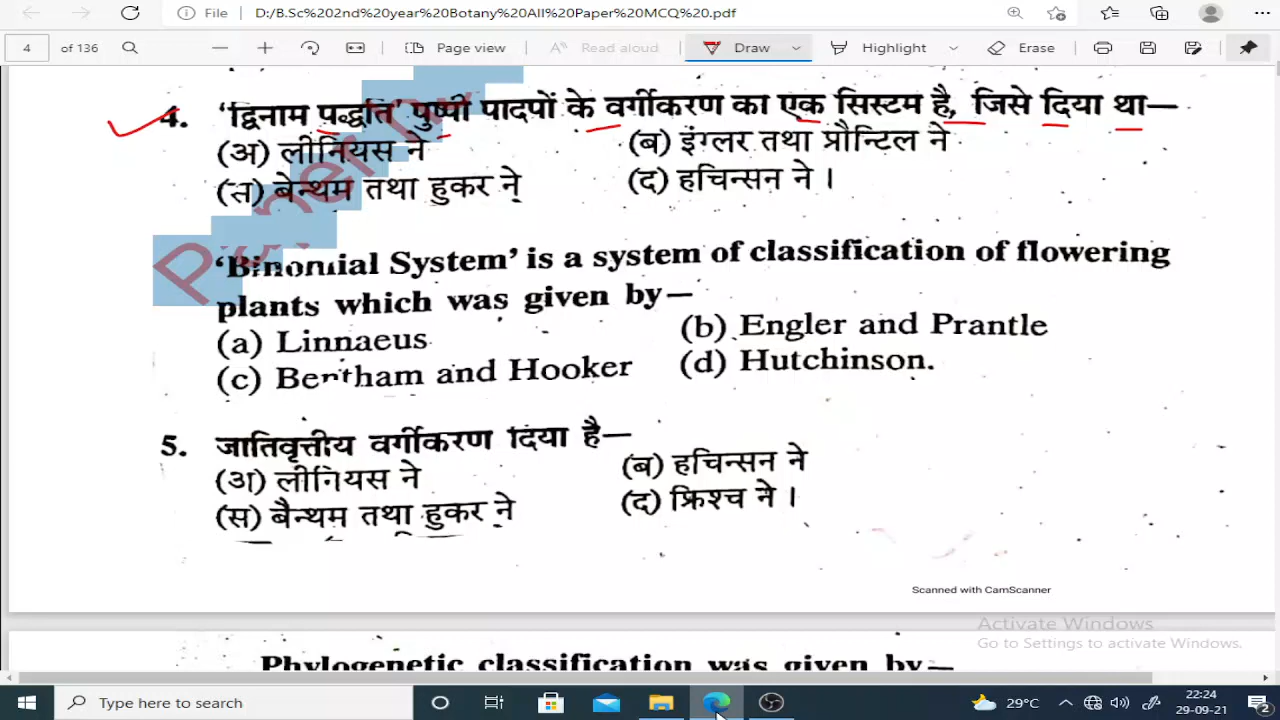 File D:/B.Sc%202nd%20year%20Botany%20All%20Paper%20MCQ%20.pdf
4 of 136 Page view Read aloud Draw Highlight Erase
4. ‘द्विनाम पद्धति’ पुष्पी पादपों के वर्गीकरण का एक सिस्टम है, जिसे दिया था—
(अ) लीनियस ने (ब) इंग्लर तथा प्रौन्टिल ने
(स) बेन्थम तथा हुकर ने (द) हचिन्सन ने।
‘Binomial System’ is a system of classification of flowering
plants which was given by—
(a) Linnaeus (b) Engler and Prantle
(c) Bentham and Hooker (d) Hutchinson.
5. जातिवृत्तीय वर्गीकरण दिया है—
(अ) लीनियस ने (ब) हचिन्सन ने
(स) बैन्थम तथा हुकर ने (द) फ्रिश्च ने।
Scanned with CamScanner
Activate Windows
Go to Settings to activate Windows.
Phylogenetic classification was given by—
Type here to search 29°C 22:24
29-09-21 2